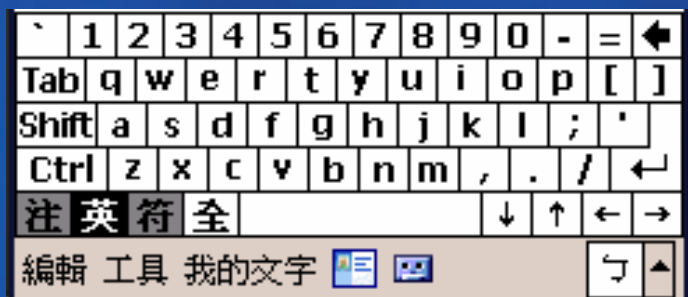 ` 1 2 3 4 5 6 7 8 9 0 - = 🡄
Tab q w e r t y u i o p [ ]
Shift a s d f g h j k l ; '
Ctrl z x c v b n m , . / ↵
注 英 符 全 ↓ ↑ ← →
編輯 工具 我的文字 ㄅ